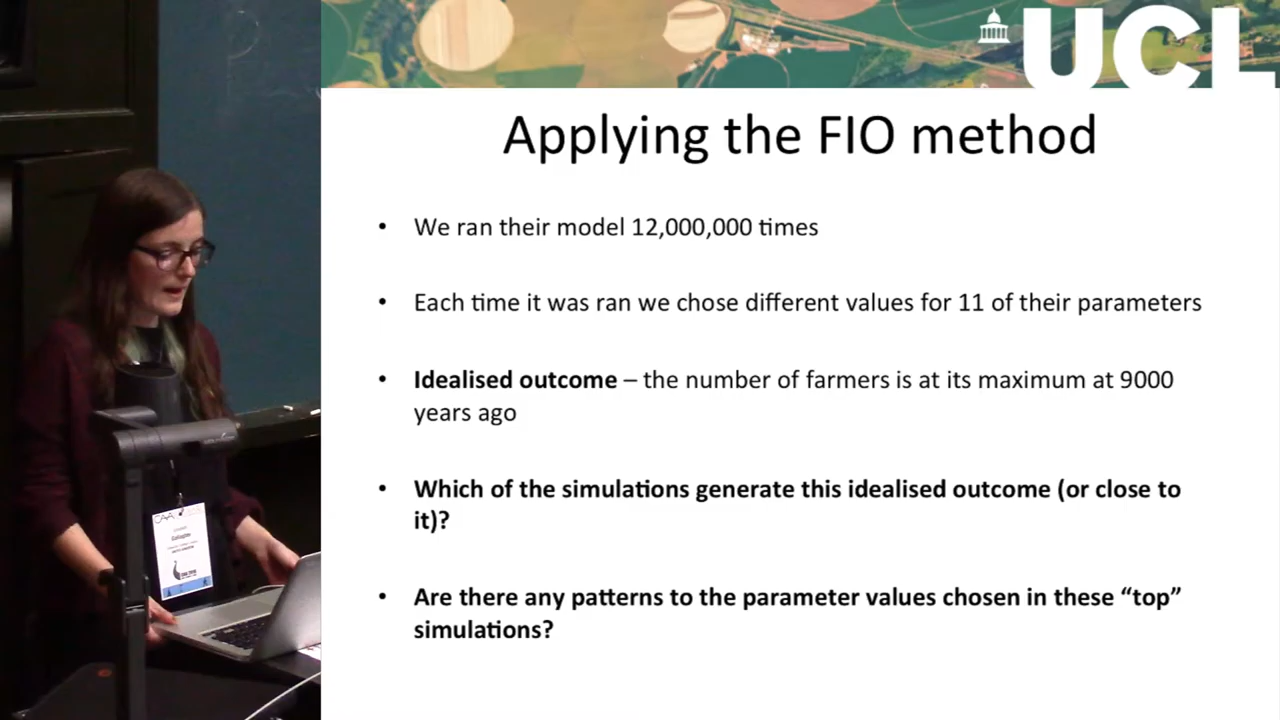 UCL
Applying the FIO method
• We ran their model 12,000,000 times
• Each time it was ran we chose different values for 11 of their parameters
• Idealised outcome – the number of farmers is at its maximum at 9000
years ago
• Which of the simulations generate this idealised outcome (or close to
it)?
• Are there any patterns to the parameter values chosen in these “top”
simulations?
CAA